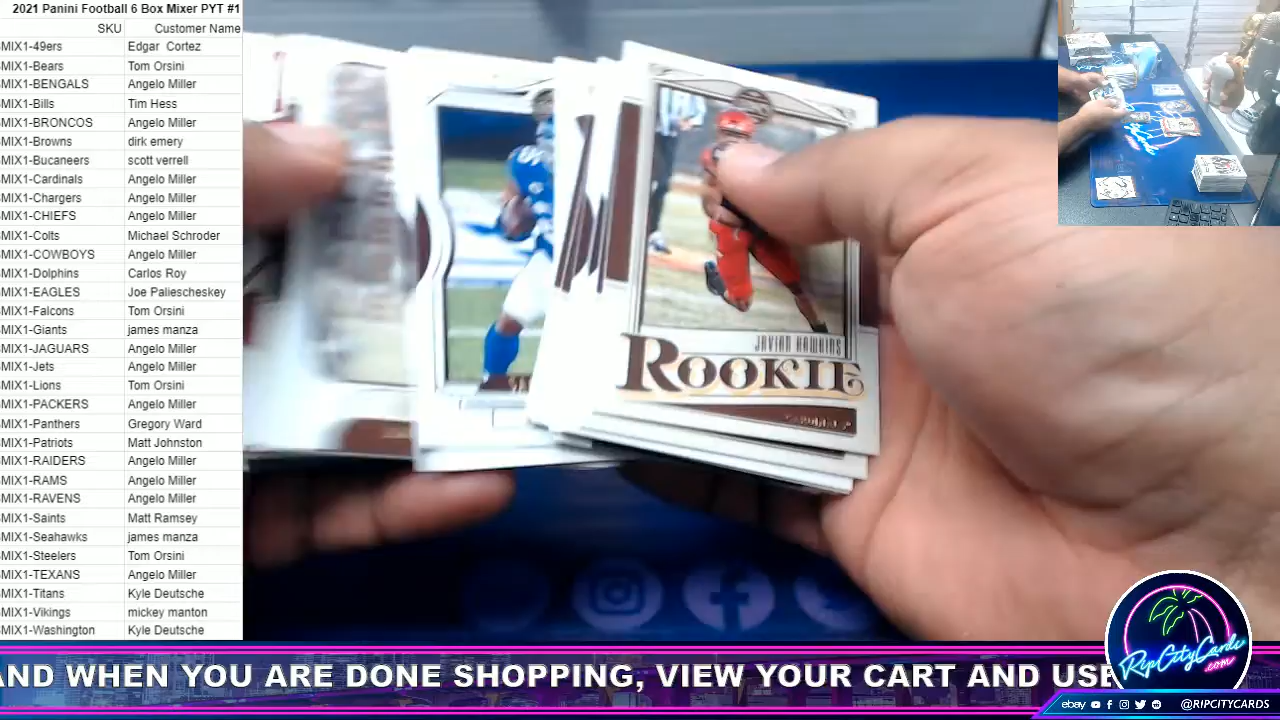 2021 Panini Football 6 Box Mixer PYT #1
SKU Customer Name
MIX1-49ers Edgar Cortez
MIX1-Bears Tom Orsini
MIX1-BENGALS Angelo Miller
MIX1-Bills Tim Hess
MIX1-BRONCOS Angelo Miller
MIX1-Browns dirk emery
MIX1-Bucaneers scott verrell
MIX1-Cardinals Angelo Miller
MIX1-Chargers Angelo Miller
MIX1-CHIEFS Angelo Miller
MIX1-Colts Michael Schroder
MIX1-COWBOYS Angelo Miller
MIX1-Dolphins Carlos Roy
MIX1-EAGLES Joe Paliescheskey
MIX1-Falcons Tom Orsini
MIX1-Giants james manza
MIX1-JAGUARS Angelo Miller
MIX1-Jets Angelo Miller
MIX1-Lions Tom Orsini
MIX1-PACKERS Angelo Miller
MIX1-Panthers Gregory Ward
MIX1-Patriots Matt Johnston
MIX1-RAIDERS Angelo Miller
MIX1-RAMS Angelo Miller
MIX1-RAVENS Angelo Miller
MIX1-Saints Matt Ramsey
MIX1-Seahawks james manza
MIX1-Steelers Tom Orsini
MIX1-TEXANS Angelo Miller
MIX1-Titans Kyle Deutsche
MIX1-Vikings mickey manton
MIX1-Washington Kyle Deutsche
JAVIAN HAWKINS
ROOKIE
ND WHEN YOU ARE DONE SHOPPING, VIEW YOUR CART AND USE
RipCityCards
.com
ebay @RIPCITYCARDS